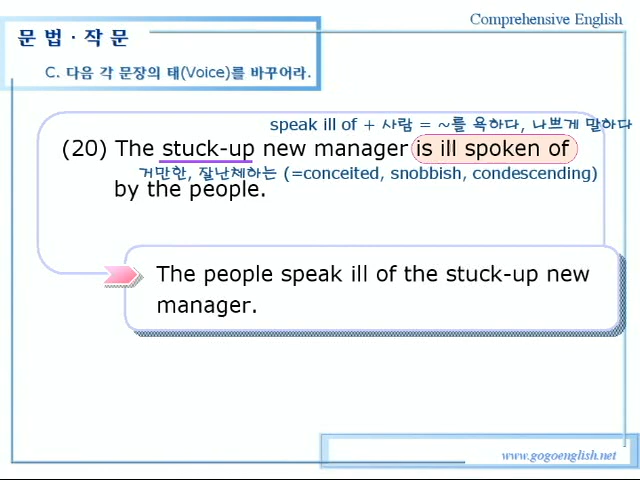 Comprehensive English
문 법 · 작 문
C. 다음 각 문장의 태(Voice)를 바꾸어라.
speak ill of + 사람 = ~를 욕하다, 나쁘게 말하다
(20) The stuck-up new manager is ill spoken of
거만한, 잘난체하는 (=conceited, snobbish, condescending)
by the people.
The people speak ill of the stuck-up new
manager.
www.gogoenglish.net